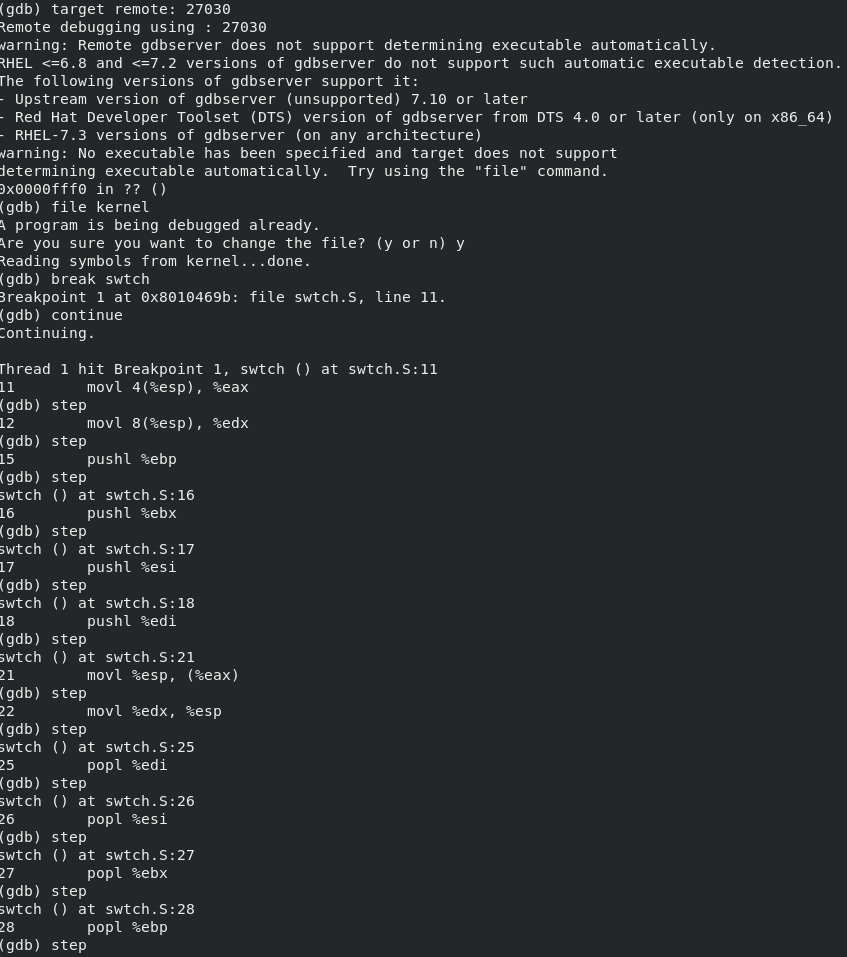 (gdb) target remote: 27030
Remote debugging using : 27030
warning: Remote gdbserver does not support determining executable automatically.
RHEL <=6.8 and <=7.2 versions of gdbserver do not support such automatic executable detection.
The following versions of gdbserver support it:
- Upstream version of gdbserver (unsupported) 7.10 or later
- Red Hat Developer Toolset (DTS) version of gdbserver from DTS 4.0 or later (only on x86_64)
- RHEL-7.3 versions of gdbserver (on any architecture)
warning: No executable has been specified and target does not support
determining executable automatically.  Try using the "file" command.
0x0000fff0 in ?? ()
(gdb) file kernel
A program is being debugged already.
Are you sure you want to change the file? (y or n) y
Reading symbols from kernel...done.
(gdb) break swtch
Breakpoint 1 at 0x8010469b: file swtch.S, line 11.
(gdb) continue
Continuing.

Thread 1 hit Breakpoint 1, swtch () at swtch.S:11
11        movl 4(%esp), %eax
(gdb) step
12        movl 8(%esp), %edx
(gdb) step
15        pushl %ebp
(gdb) step
swtch () at swtch.S:16
16        pushl %ebx
(gdb) step
swtch () at swtch.S:17
17        pushl %esi
(gdb) step
swtch () at swtch.S:18
18        pushl %edi
(gdb) step
swtch () at swtch.S:21
21        movl %esp, (%eax)
(gdb) step
22        movl %edx, %esp
(gdb) step
swtch () at swtch.S:25
25        popl %edi
(gdb) step
swtch () at swtch.S:26
26        popl %esi
(gdb) step
swtch () at swtch.S:27
27        popl %ebx
(gdb) step
swtch () at swtch.S:28
28        popl %ebp
(gdb) step